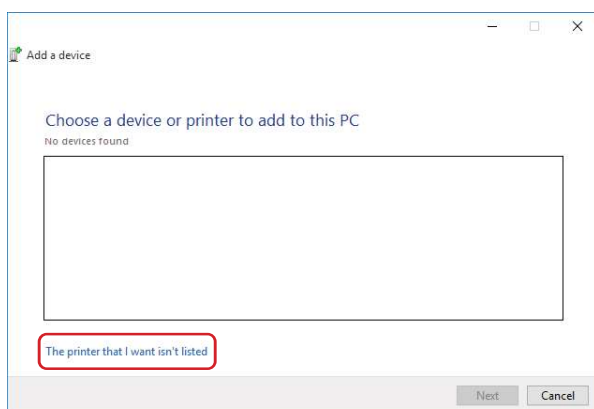 Add a device
Choose a device or printer to add to this PC
No devices found
The printer that I want isn't listed
Next Cancel